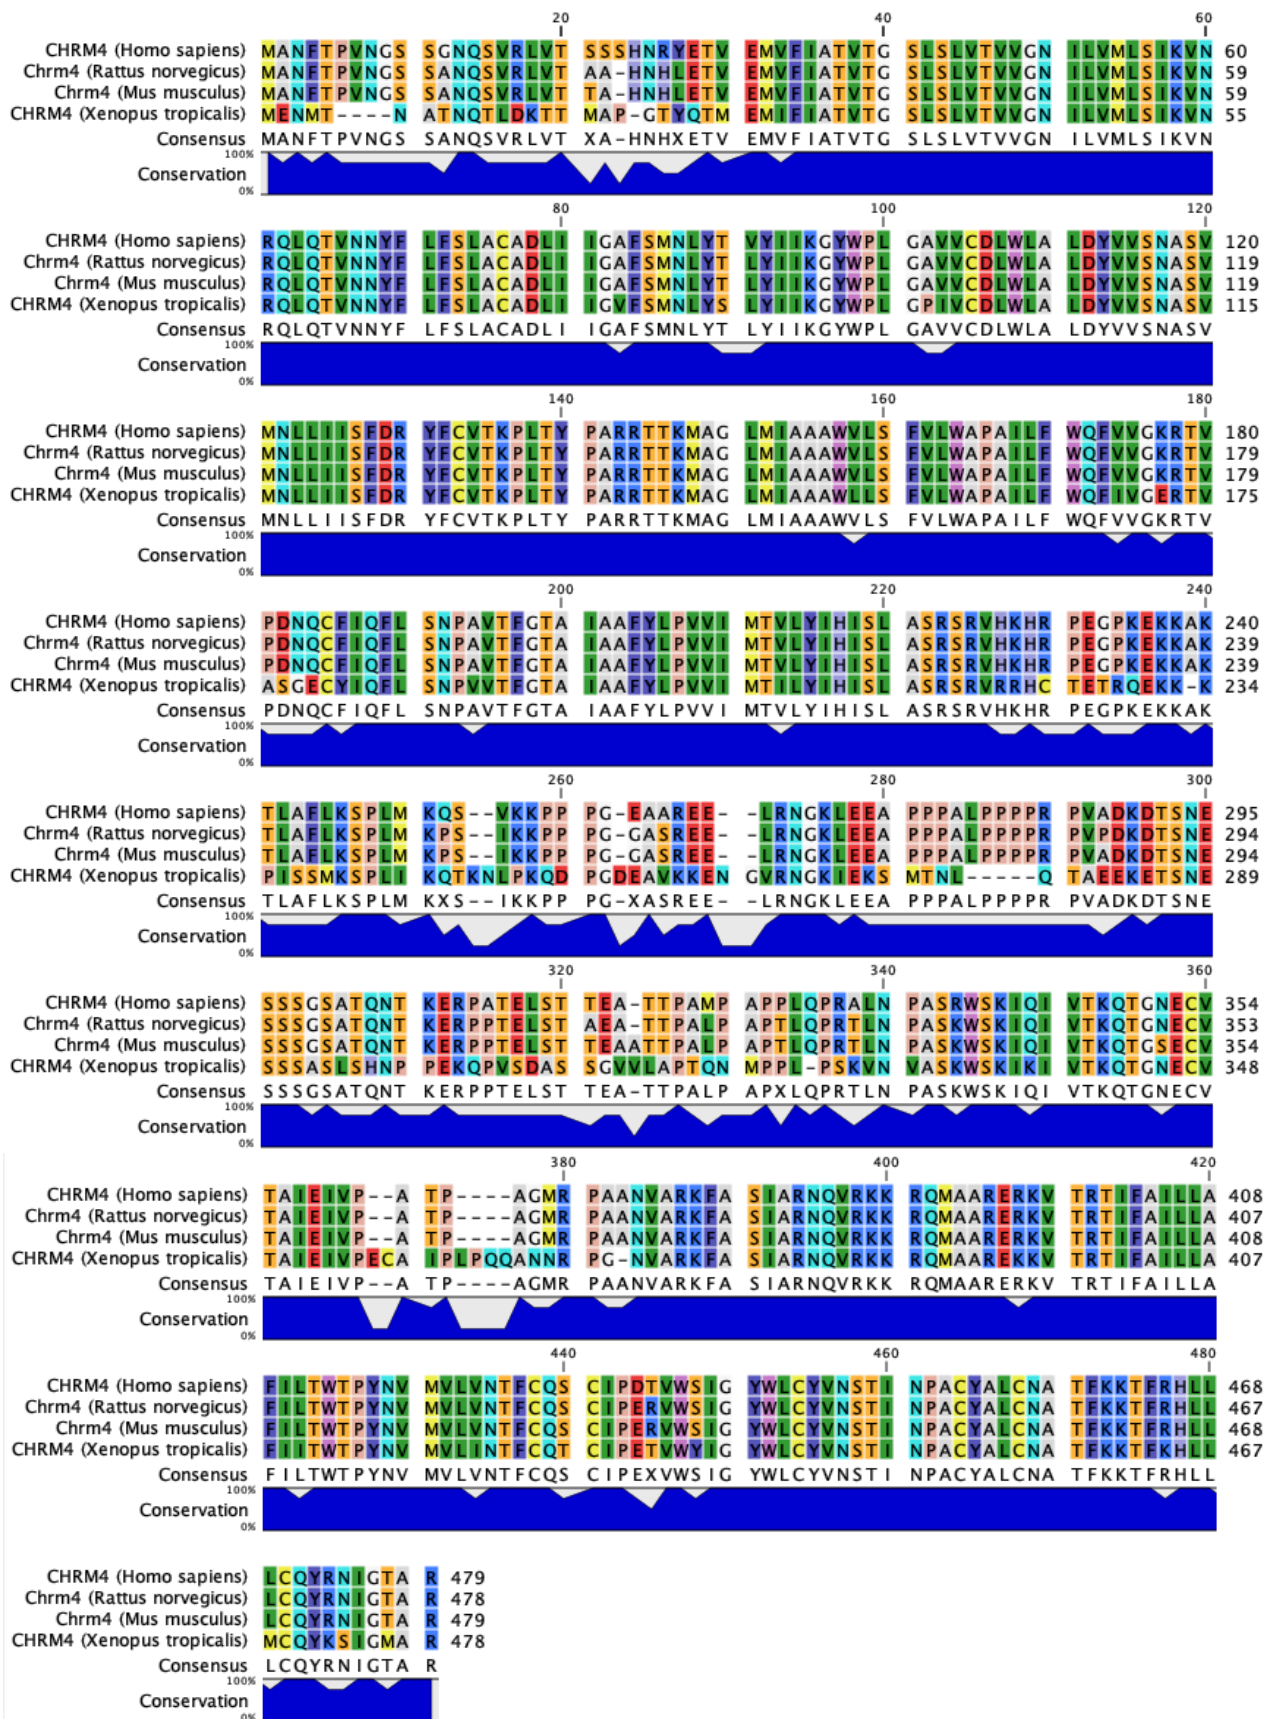 20 40 60
CHRM4 (Homo sapiens) MANFTPVNGS SGNQSVRLVT SSSHNRYETV EMVFIATVTG SLSLVTVVGN ILVMLSIKVN 60
Chrm4 (Rattus norvegicus) MANFTPVNGS SANQSVRLVT AA-HNHLETV EMVFIATVTG SLSLVTVVGN ILVMLSIKVN 59
Chrm4 (Mus musculus) MANFTPVNGS SANQSVRLVT TA-HNHLETV EMVFIATVTG SLSLVTVVGN ILVMLSIKVN 59
CHRM4 (Xenopus tropicalis) MENMT----N ATNQTLDKTT MAP-GTYQTM EMIFIATVTG SLSLVTVVGN ILVMLSIKVN 55
Consensus MANFTPVNGS SANQSVRLVT XA-HNHXETV EMVFIATVTG SLSLVTVVGN ILVMLSIKVN
100%
Conservation
0%
80 100 120
CHRM4 (Homo sapiens) RQLQTVNNYF LFSLACADLI IGAFSMNLYT VYIIKGYWPL GAVVCDLWLA LDYVVSNASV 120
Chrm4 (Rattus norvegicus) RQLQTVNNYF LFSLACADLI IGAFSMNLYT LYIIKGYWPL GAVVCDLWLA LDYVVSNASV 119
Chrm4 (Mus musculus) RQLQTVNNYF LFSLACADLI IGAFSMNLYT LYIIKGYWPL GAVVCDLWLA LDYVVSNASV 119
CHRM4 (Xenopus tropicalis) RQLQTVNNYF LFSLACADLI IGVFSMNLYS LYIIKGYWPL GPIVCDLWLA LDYVVSNASV 115
Consensus RQLQTVNNYF LFSLACADLI IGAFSMNLYT LYIIKGYWPL GAVVCDLWLA LDYVVSNASV
100%
Conservation
0%
140 160 180
CHRM4 (Homo sapiens) MNLLIISFDR YFCVTKPLTY PARRTTKMAG LMIAAAWVLS FVLWAPAILF WQFVVGKRTV 180
Chrm4 (Rattus norvegicus) MNLLIISFDR YFCVTKPLTY PARRTTKMAG LMIAAAWVLS FVLWAPAILF WQFVVGKRTV 179
Chrm4 (Mus musculus) MNLLIISFDR YFCVTKPLTY PARRTTKMAG LMIAAAWVLS FVLWAPAILF WQFVVGKRTV 179
CHRM4 (Xenopus tropicalis) MNLLIISFDR YFCVTKPLTY PARRTTKMAG LMIAAAWLLS FVLWAPAILF WQFIVGERTV 175
Consensus MNLLIISFDR YFCVTKPLTY PARRTTKMAG LMIAAAWVLS FVLWAPAILF WQFVVGKRTV
100%
Conservation
0%
200 220 240
CHRM4 (Homo sapiens) PDNQCFIQFL SNPAVTFGTA IAAFYLPVVI MTVLYIHISL ASRSRVHKHR PEGPKEKKAK 240
Chrm4 (Rattus norvegicus) PDNQCFIQFL SNPAVTFGTA IAAFYLPVVI MTVLYIHISL ASRSRVHKHR PEGPKEKKAK 239
Chrm4 (Mus musculus) PDNQCFIQFL SNPAVTFGTA IAAFYLPVVI MTVLYIHISL ASRSRVHKHR PEGPKEKKAK 239
CHRM4 (Xenopus tropicalis) ASGECYIQFL SNPVVTFGTA IAAFYLPVVI MTILYIHISL ASRSRVRRHC TETRQEKK-K 234
Consensus PDNQCFIQFL SNPAVTFGTA IAAFYLPVVI MTVLYIHISL ASRSRVHKHR PEGPKEKKAK
100%
Conservation
0%
260 280 300
CHRM4 (Homo sapiens) TLAFLKSPLM KQS--VKKPP PG-EAAREE- -LRNGKLEEA PPPALPPPPR PVADKDTSNE 295
Chrm4 (Rattus norvegicus) TLAFLKSPLM KPS--IKKPP PG-GASREE- -LRNGKLEEA PPPALPPPPR PVPDKDTSNE 294
Chrm4 (Mus musculus) TLAFLKSPLM KPS--IKKPP PG-GASREE- -LRNGKLEEA PPPALPPPPR PVADKDTSNE 294
CHRM4 (Xenopus tropicalis) PISSMKSPLI KQTKNLPKQD PGDEAVKKEN GVRNGKIEKS MTNL-----Q TAEEKETSNE 289
Consensus TLAFLKSPLM KXS--IKKPP PG-XASREE- -LRNGKLEEA PPPALPPPPR PVADKDTSNE
100%
Conservation
0%
320 340 360
CHRM4 (Homo sapiens) SSSGSATQNT KERPATELST TEA-TTPAMP APPLQPRALN PASRWSKIQI VTKQTGNECV 354
Chrm4 (Rattus norvegicus) SSSGSATQNT KERPPTELST AEA-TTPALP APTLQPRTLN PASKWSKIQI VTKQTGNECV 353
Chrm4 (Mus musculus) SSSGSATQNT KERPPTELST TEAATTPALP APTLQPRTLN PASKWSKIQI VTKQTGSECV 354
CHRM4 (Xenopus tropicalis) SSSASLSHNP PEKQPVSDAS SGVVLAPTQN MPPL-PSKVN VASKWSKIKI VTKQTGNECV 348
Consensus SSSGSATQNT KERPPTELST TEA-TTPALP APXLQPRTLN PASKWSKIQI VTKQTGNECV
100%
Conservation
0%
380 400 420
CHRM4 (Homo sapiens) TAIEIVP--A TP----AGMR PAANVARKFA SIARNQVRKK RQMAARERKV TRTIFAILLA 408
Chrm4 (Rattus norvegicus) TAIEIVP--A TP----AGMR PAANVARKFA SIARNQVRKK RQMAARERKV TRTIFAILLA 407
Chrm4 (Mus musculus) TAIEIVP--A TP----AGMR PAANVARKFA SIARNQVRKK RQMAARERKV TRTIFAILLA 408
CHRM4 (Xenopus tropicalis) TAIEIVPECA IPLPQQANNR PG-NVARKFA SIARNQVRKK RQMAAREKKV TRTIFAILLA 407
Consensus TAIEIVP--A TP----AGMR PAANVARKFA SIARNQVRKK RQMAARERKV TRTIFAILLA
100%
Conservation
0%
440 460 480
CHRM4 (Homo sapiens) FILTWTPYNV MVLVNTFCQS CIPDTVWSIG YWLCYVNSTI NPACYALCNA TFKKTFRHLL 468
Chrm4 (Rattus norvegicus) FILTWTPYNV MVLVNTFCQS CIPERVWSIG YWLCYVNSTI NPACYALCNA TFKKTFRHLL 467
Chrm4 (Mus musculus) FILTWTPYNV MVLVNTFCQS CIPERVWSIG YWLCYVNSTI NPACYALCNA TFKKTFRHLL 468
CHRM4 (Xenopus tropicalis) FIITWTPYNV MVLINTFCQT CIPETVWYIG YWLCYVNSTI NPACYALCNA TFKKTFKHLL 467
Consensus FILTWTPYNV MVLVNTFCQS CIPEXVWSIG YWLCYVNSTI NPACYALCNA TFKKTFRHLL
100%
Conservation
0%
CHRM4 (Homo sapiens) LCQYRNIGTA R 479
Chrm4 (Rattus norvegicus) LCQYRNIGTA R 478
Chrm4 (Mus musculus) LCQYRNIGTA R 479
CHRM4 (Xenopus tropicalis) MCQYKSIGMA R 478
Consensus LCQYRNIGTA R
100%
Conservation
0%